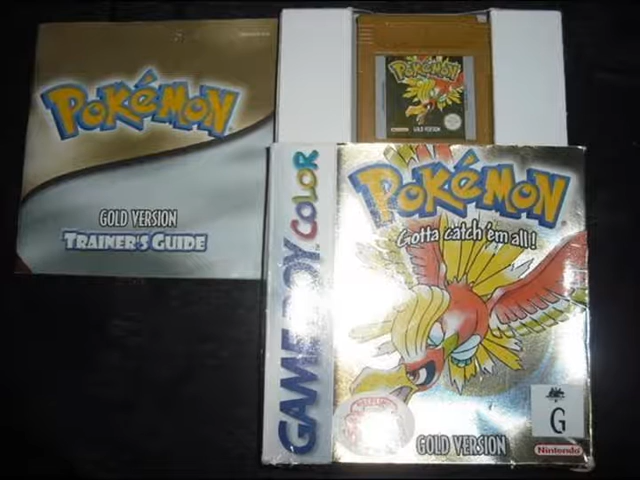 POKéMON
GOLD VERSION
TRAINER'S GUIDE
POKéMON
GOLD VERSION
GAME BOY COLOR
POKéMON
Gotta catch 'em all!
GOLD VERSION
G
Nintendo